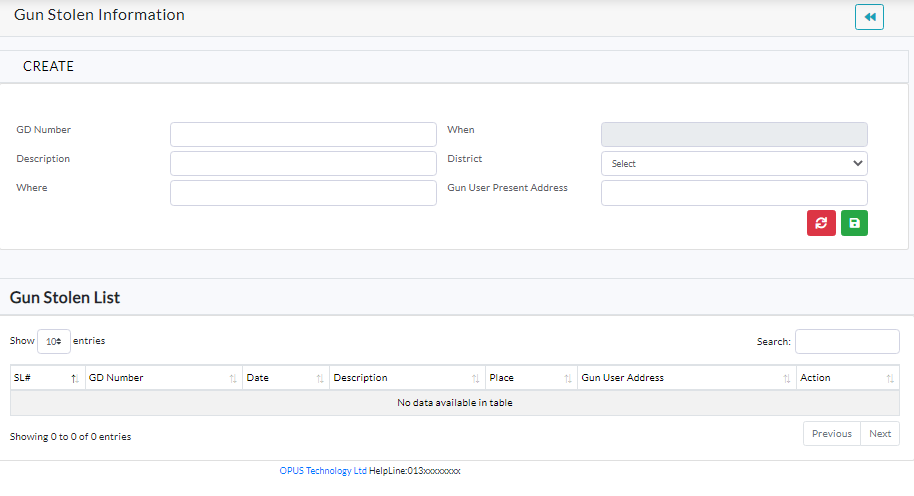 Gun Stolen Information
CREATE
GD Number When
Description District Select
Where Gun User Present Address
Gun Stolen List
Show 10 entries Search:
SL# GD Number Date Description Place Gun User Address Action
No data available in table
Showing 0 to 0 of 0 entries Previous Next
OPUS Technology Ltd HelpLine:013xxxxxxxx